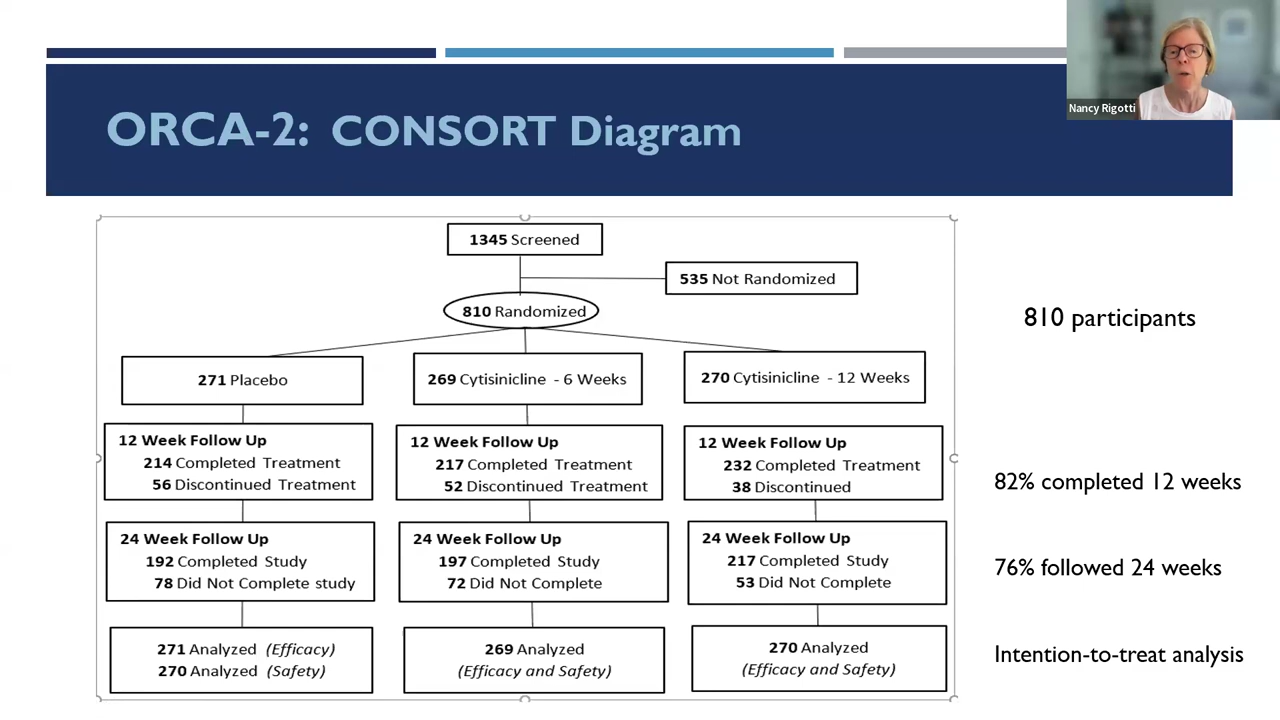 ORCA-2: CONSORT Diagram
Nancy Rigotti
1345 Screened
535 Not Randomized
810 Randomized
810 participants
271 Placebo
269 Cytisinicline - 6 Weeks
270 Cytisinicline - 12 Weeks
12 Week Follow Up
214 Completed Treatment
56 Discontinued Treatment
12 Week Follow Up
217 Completed Treatment
52 Discontinued Treatment
12 Week Follow Up
232 Completed Treatment
38 Discontinued
82% completed 12 weeks
24 Week Follow Up
192 Completed Study
78 Did Not Complete study
24 Week Follow Up
197 Completed Study
72 Did Not Complete
24 Week Follow Up
217 Completed Study
53 Did Not Complete
76% followed 24 weeks
271 Analyzed (Efficacy)
270 Analyzed (Safety)
269 Analyzed
(Efficacy and Safety)
270 Analyzed
(Efficacy and Safety)
Intention-to-treat analysis